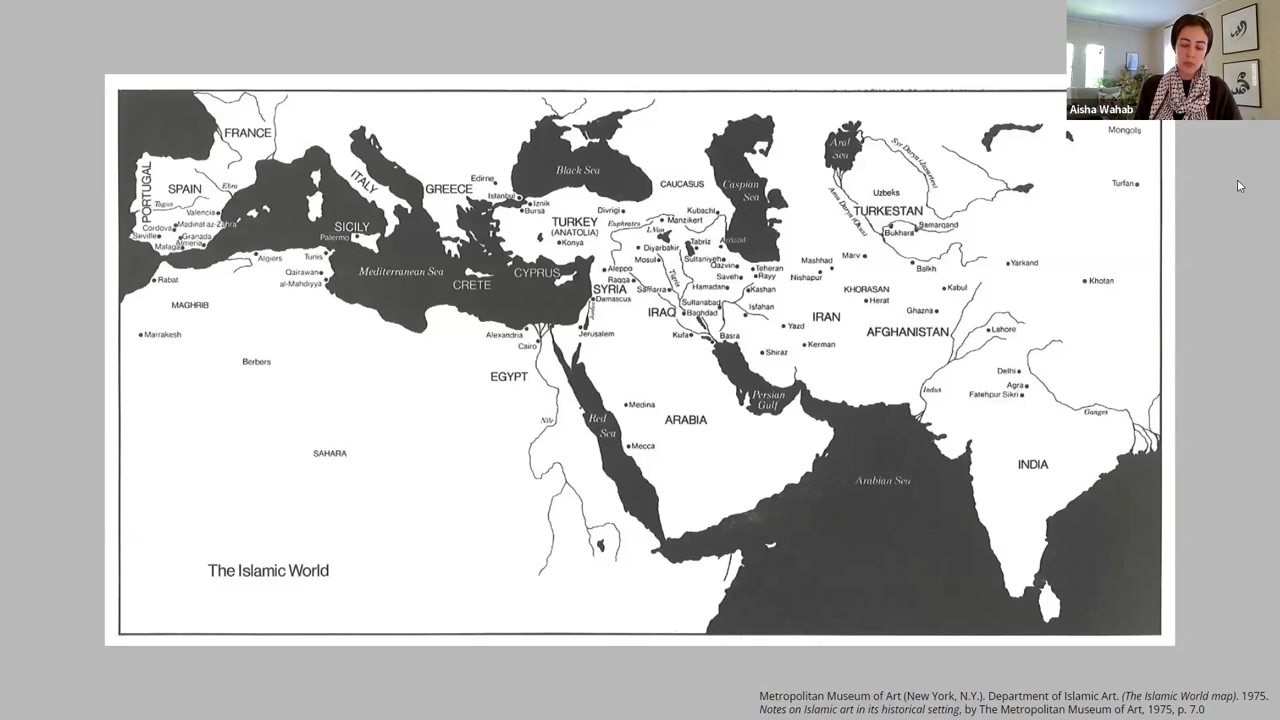 Aisha Wahab
FRANCE
PORTUGAL
SPAIN
Ebro
Tagus
Valencia
Cordova
Madinat az-Zahra
Seville
Granada
Almeria
Malaga
ITALY
SICILY
Palermo
GREECE
Edirne
Istanbul
Iznik
Bursa
Black Sea
CAUCASUS
Caspian
Sea
Aral
Sea
Syr Darya (Jaxartes)
Mongols
Turfan
Uzbeks
TURKESTAN
Amu Darya (Oxus)
Samarqand
Bukhara
Divrigi
Kubachi
TURKEY
(ANATOLIA)
Euphrates
Manzikert
L.Van
Konya
Diyarbakir
Tabriz
Ardabil
Mosul
Sultaniyeh
Qazvin
Teheran
Rayy
Saveh
Mashhad
Nishapur
Marv
Balkh
Yarkand
Khotan
Algiers
Tunis
Qairawan
al-Mahdiyya
Rabat
MAGHRIB
Marrakesh
Berbers
Mediterranean Sea
CRETE
CYPRUS
Aleppo
Raqqa
SYRIA
Damascus
Jordan
Jerusalem
Tigris
Samarra
Hamadan
Kashan
Sultanabad
IRAQ
Baghdad
Isfahan
Kufa
Basra
Yazd
IRAN
Kerman
Shiraz
KHORASAN
Herat
Kabul
Ghazna
AFGHANISTAN
Lahore
Delhi
Agra
Fatehpur Sikri
Indus
Ganges
Alexandria
Cairo
EGYPT
Nile
Red
Sea
Medina
Mecca
ARABIA
Persian
Gulf
Arabian Sea
INDIA
SAHARA
The Islamic World
Metropolitan Museum of Art (New York, N.Y.). Department of Islamic Art. (The Islamic World map). 1975.
Notes on Islamic art in its historical setting, by The Metropolitan Museum of Art, 1975, p. 7.0